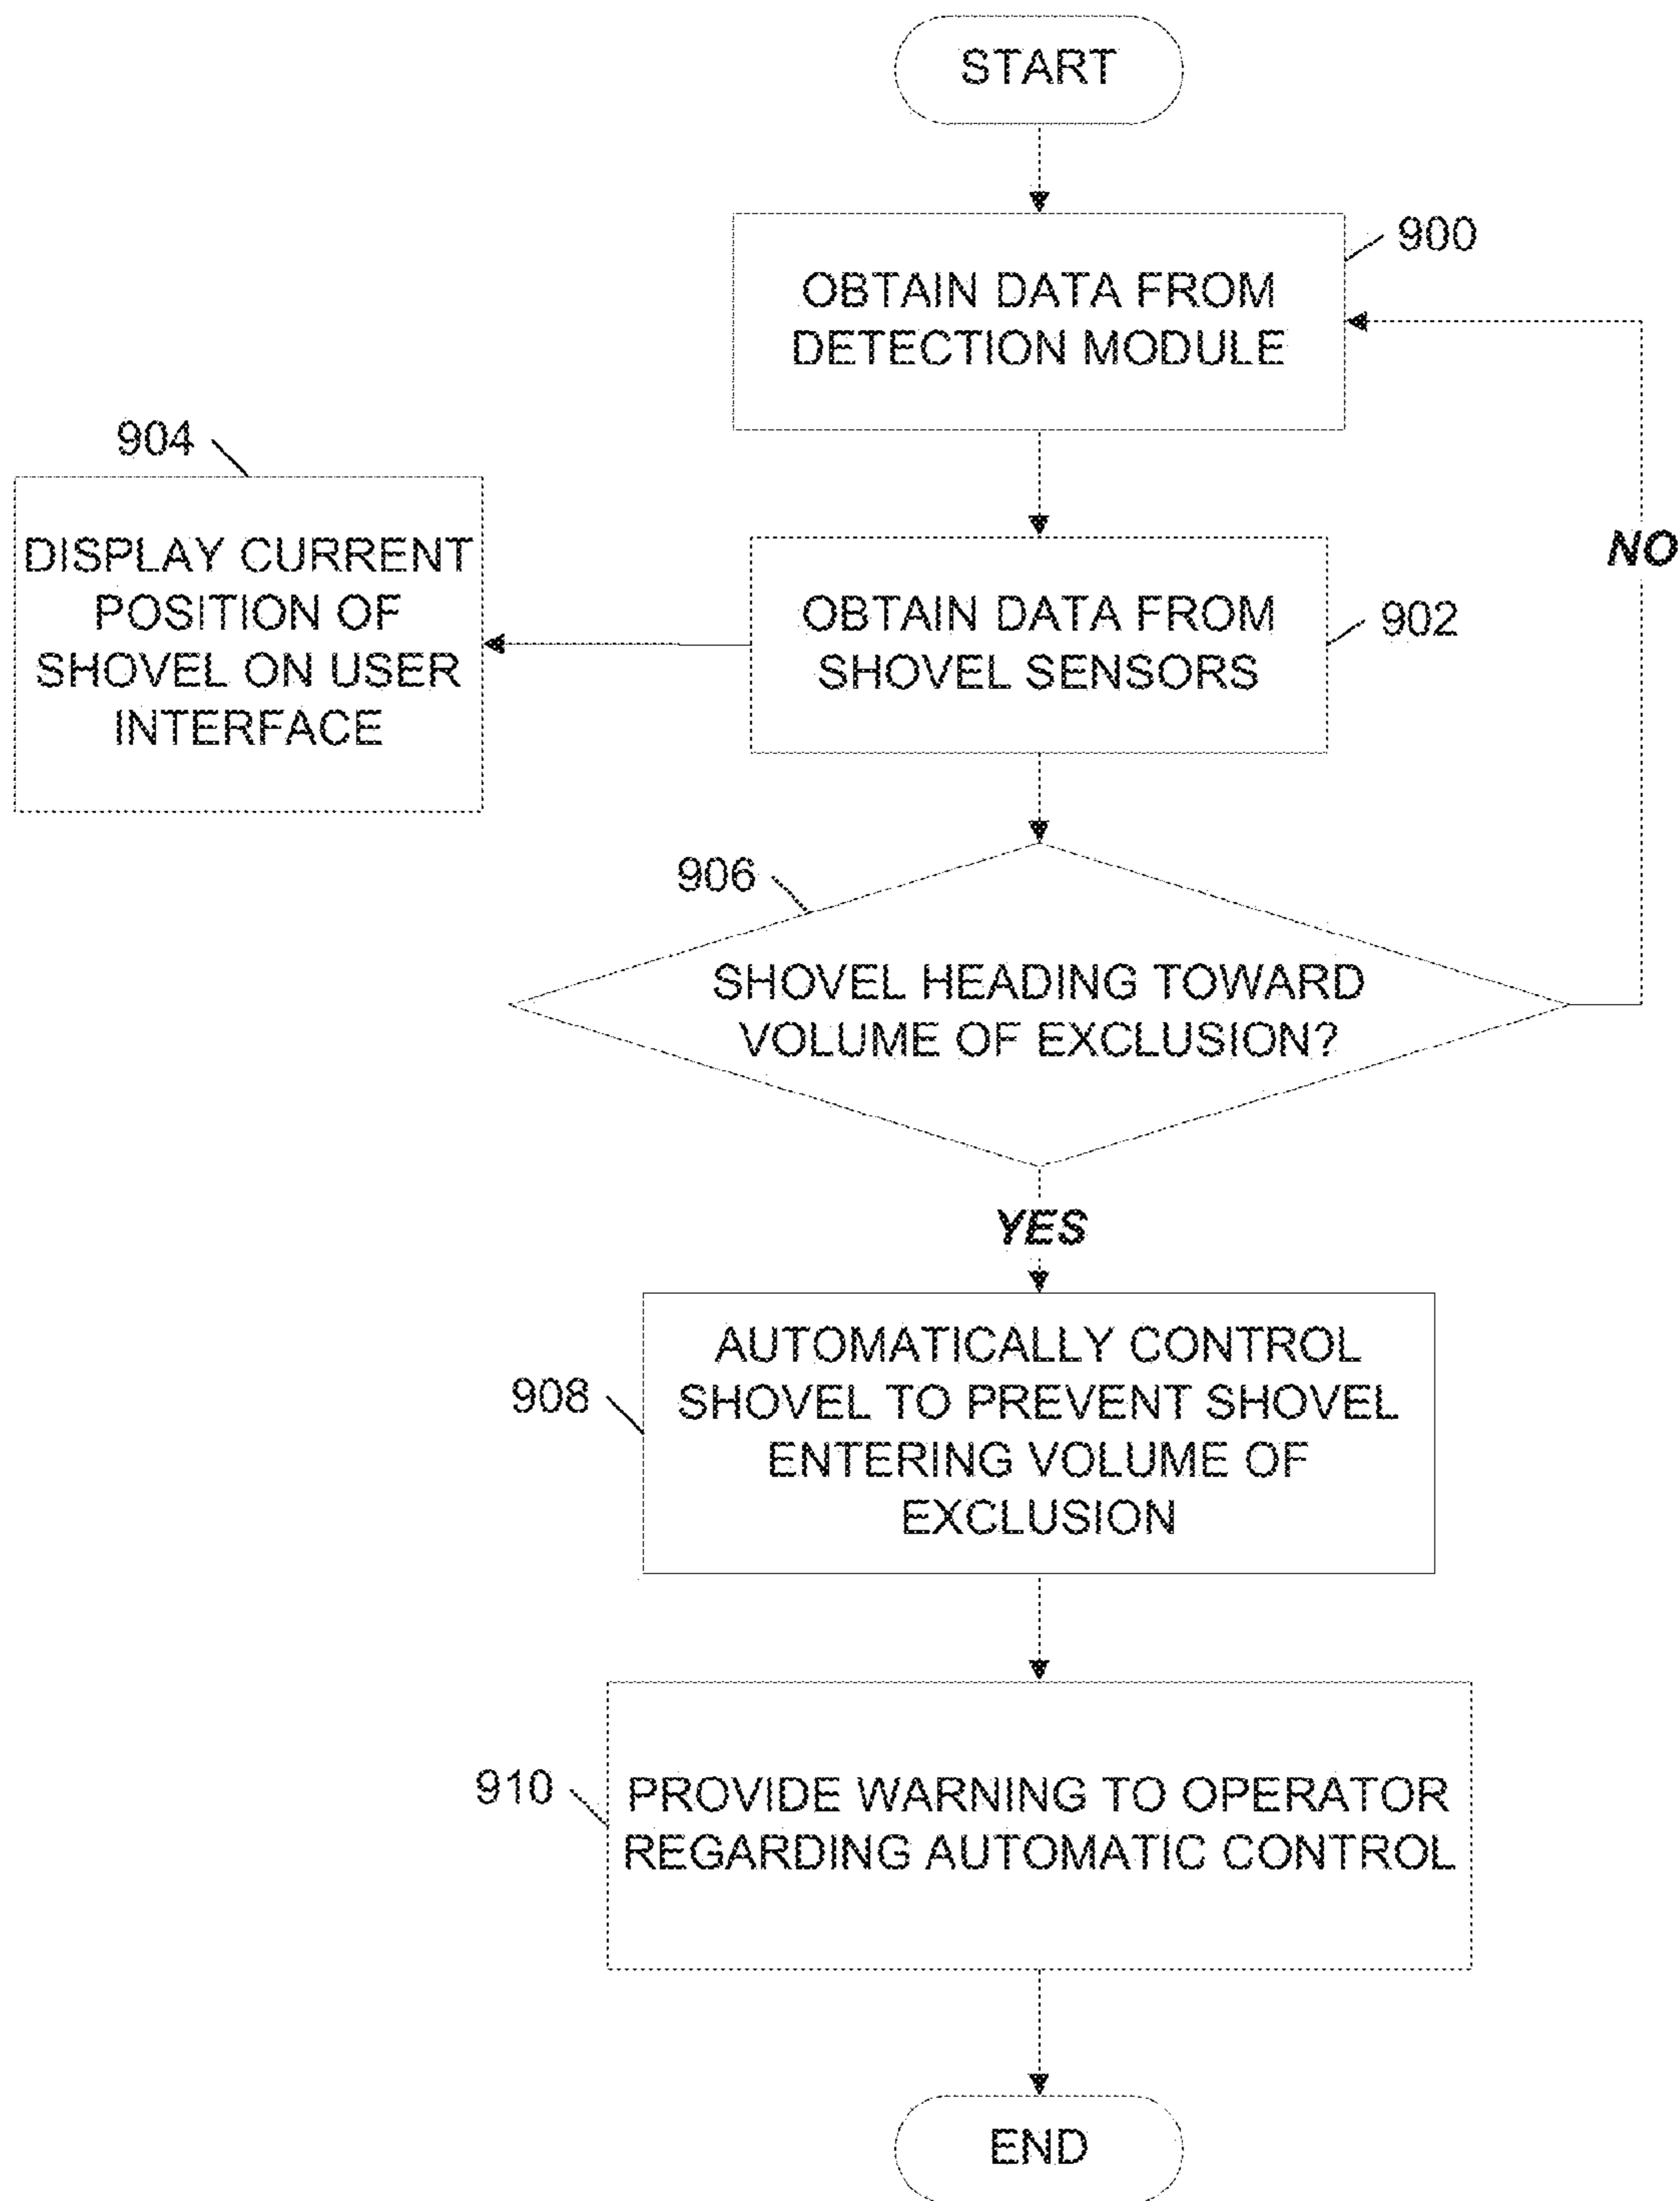 START
900
OBTAIN DATA FROM
DETECTION MODULE
904
DISPLAY CURRENT
POSITION OF
SHOVEL ON USER
INTERFACE
NO
OBTAIN DATA FROM
SHOVEL SENSORS
902
906
SHOVEL HEADING TOWARD
VOLUME OF EXCLUSION?
YES
908
AUTOMATICALLY CONTROL
SHOVEL TO PREVENT SHOVEL
ENTERING VOLUME OF
EXCLUSION
910
PROVIDE WARNING TO OPERATOR
REGARDING AUTOMATIC CONTROL
END